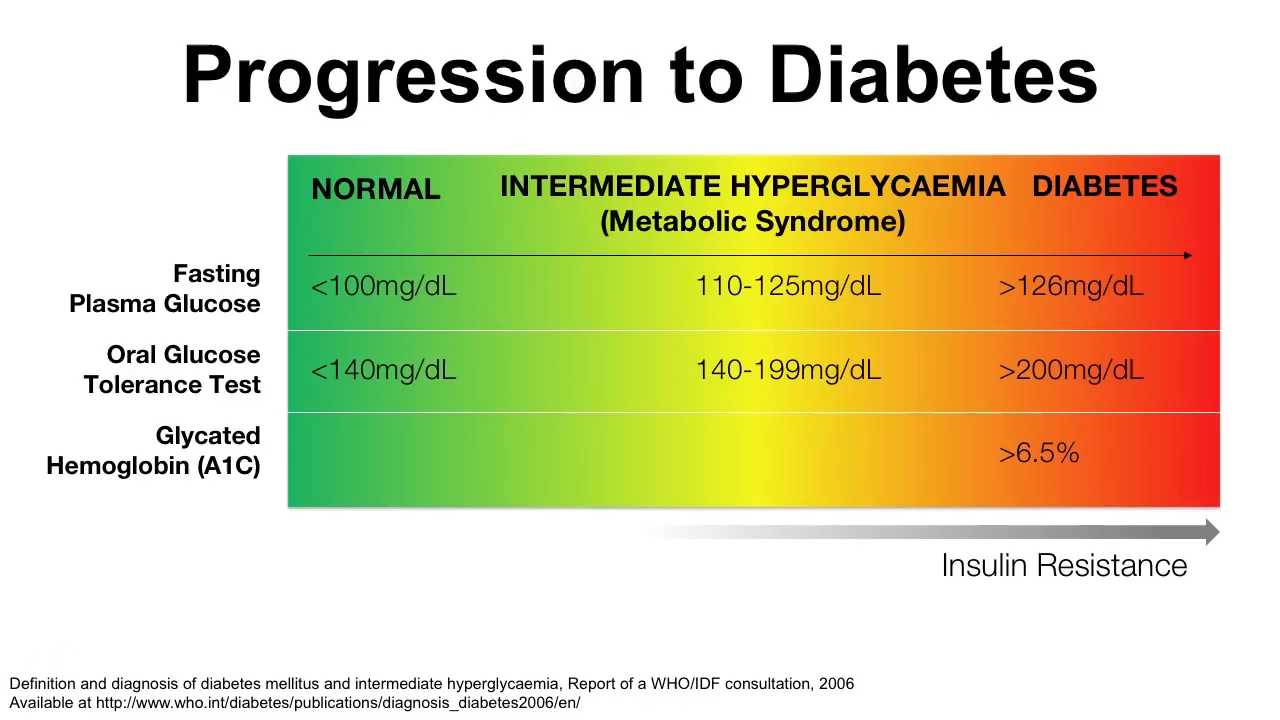 Progression to Diabetes
NORMAL INTERMEDIATE HYPERGLYCAEMIA DIABETES
(Metabolic Syndrome)
Fasting
Plasma Glucose <100mg/dL 110-125mg/dL >126mg/dL
Oral Glucose
Tolerance Test <140mg/dL 140-199mg/dL >200mg/dL
Glycated
Hemoglobin (A1C) >6.5%
Insulin Resistance
Definition and diagnosis of diabetes mellitus and intermediate hyperglycaemia, Report of a WHO/IDF consultation, 2006
Available at http://www.who.int/diabetes/publications/diagnosis_diabetes2006/en/